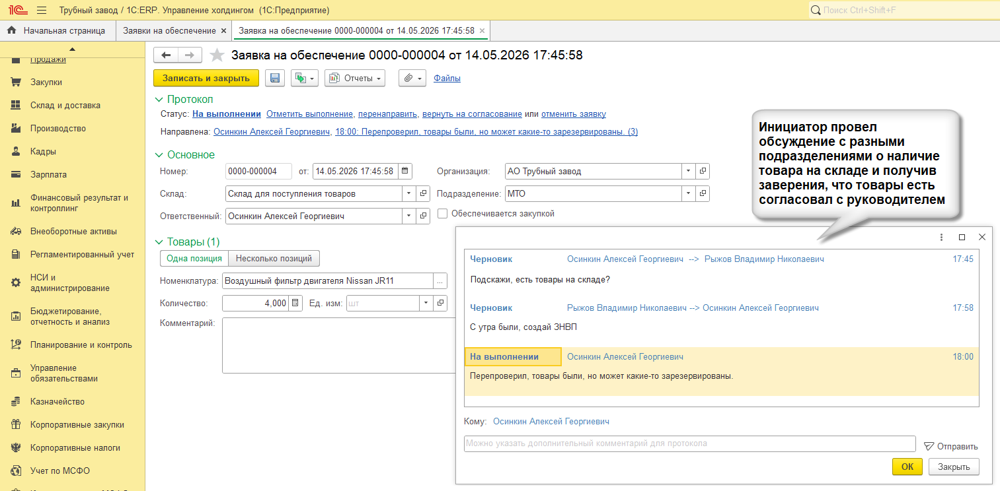 1С Трубный завод / 1С:ERP. Управление холдингом (1С:Предприятие) Поиск Ctrl+Shift+F
Начальная страница Заявки на обеспечение × Заявка на обеспечение 0000-000004 от 14.05.2026 17:45:58 ×
Продажи
Закупки
Склад и доставка
Производство
Кадры
Зарплата
Финансовый результат и
контроллинг
Внеоборотные активы
Регламентированный учет
НСИ и
администрирование
Бюджетирование,
отчетность и анализ
Планирование и контроль
Управление
обязательствами
Казначейство
Корпоративные закупки
Корпоративные налоги
Учет по МСФО
Заявка на обеспечение 0000-000004 от 14.05.2026 17:45:58
Записать и закрыть Отчеты Файлы
Протокол
Статус: На выполнении Отметить выполнение, перенаправить, вернуть на согласование или отменить заявку
Направлена: Осинкин Алексей Георгиевич, 18:00: Перепроверил, товары были, но может какие-то зарезервированы. (3)
Основное
Номер: 0000-000004 от: 14.05.2026 17:45:58 Организация: АО Трубный завод
Склад: Склад для поступления товаров Подразделение: МТО
Ответственный: Осинкин Алексей Георгиевич Обеспечивается закупкой
Товары (1)
Одна позиция Несколько позиций
Номенклатура: Воздушный фильтр двигателя Nissan JR11 ...
Количество: 4,000 Ед. изм: шт
Комментарий:
Инициатор провел
обсуждение с разными
подразделениями о наличие
товара на складе и получив
заверения, что товары есть
согласовал с руководителем
Черновик Осинкин Алексей Георгиевич --> Рыжов Владимир Николаевич 17:45
Подскажи, есть товары на складе?
Черновик Рыжов Владимир Николаевич --> Осинкин Алексей Георгиевич 17:58
С утра были, создай ЗНВП
На выполнении Осинкин Алексей Георгиевич 18:00
Перепроверил, товары были, но может какие-то зарезервированы.
Кому: Осинкин Алексей Георгиевич
Можно указать дополнительный комментарий для протокола Отправить
ОК Закрыть